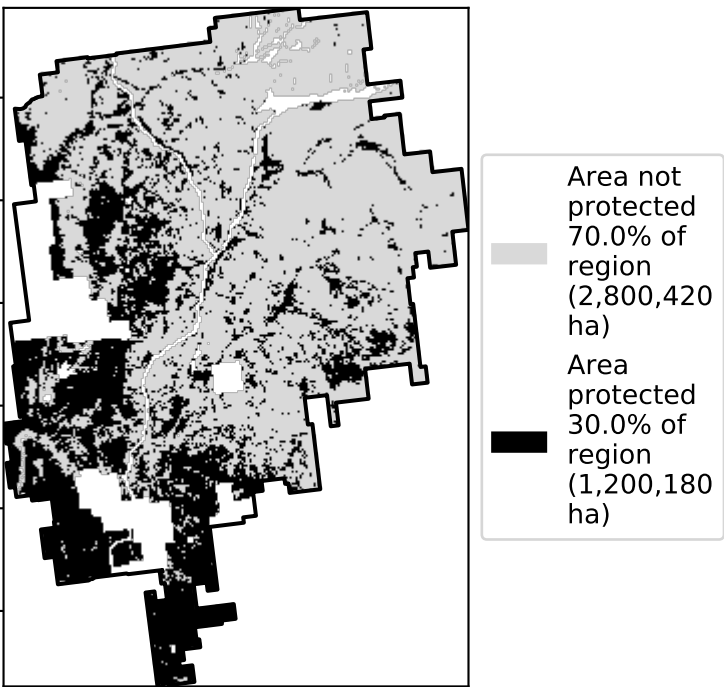 Area not
protected
70.0% of
region
(2,800,420
ha)
Area
protected
30.0% of
region
(1,200,180
ha)